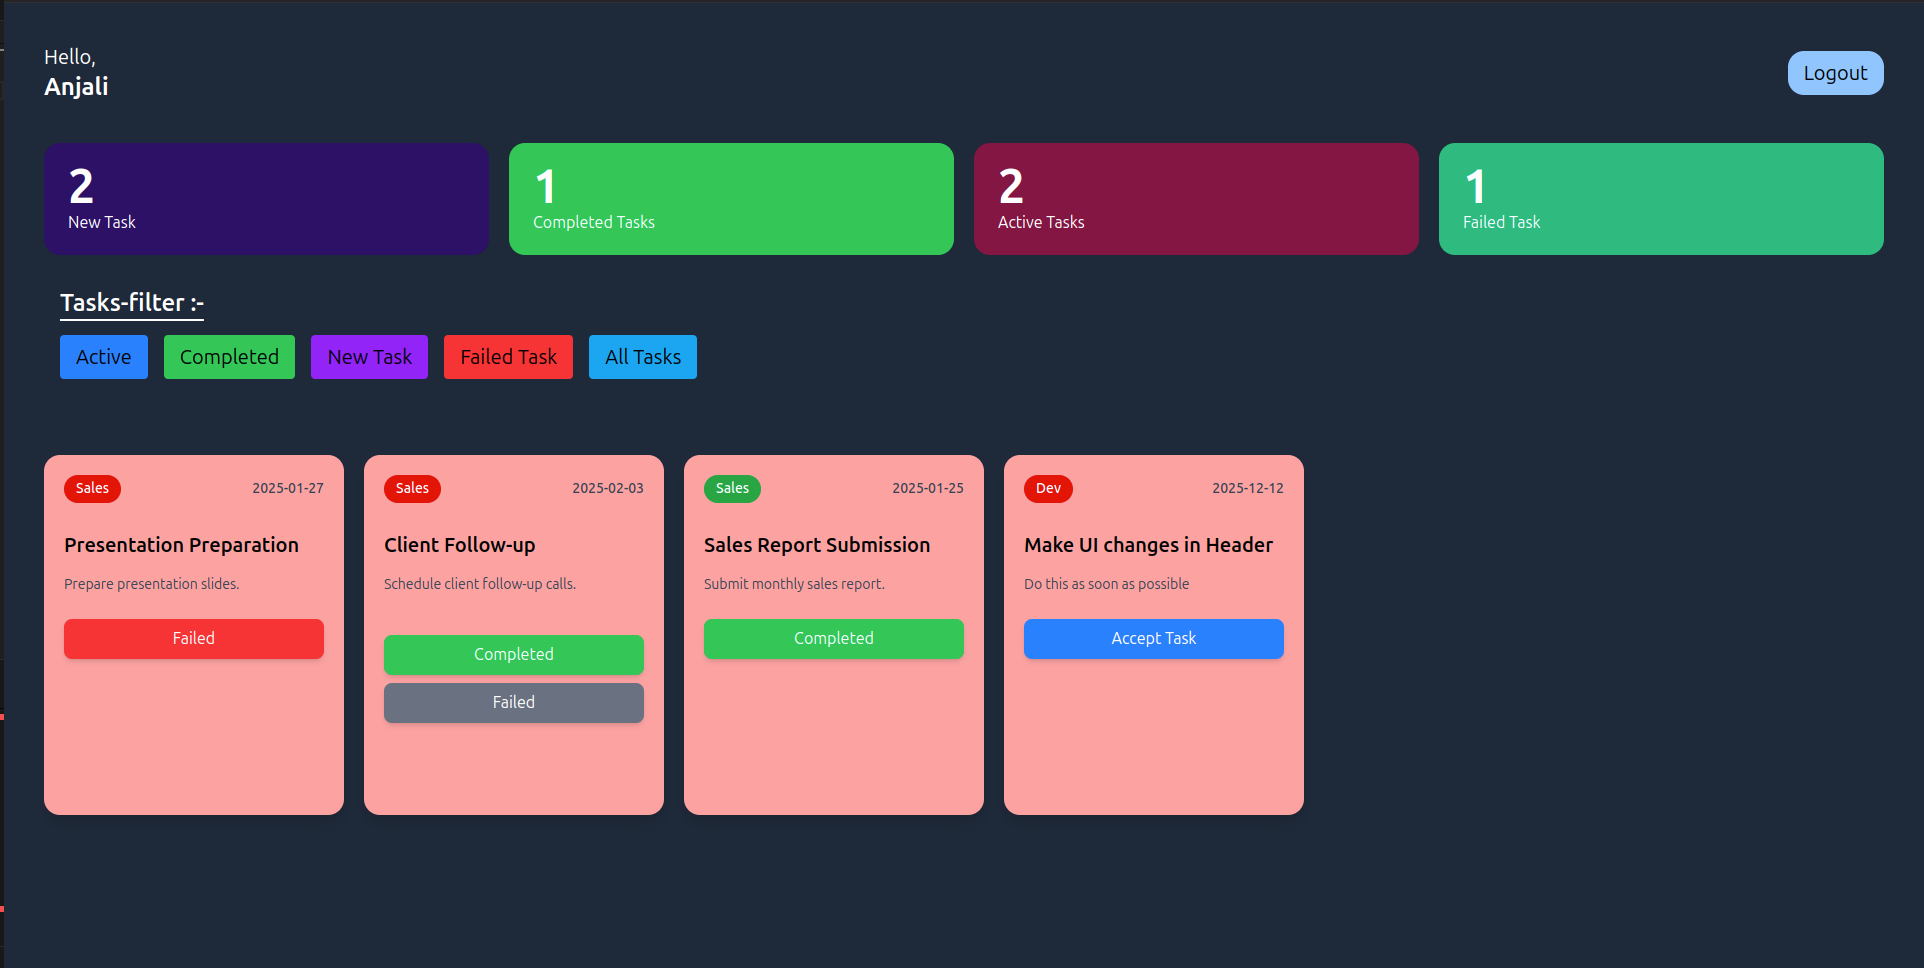 Hello,
Anjali
Logout
2
New Task
1
Completed Tasks
2
Active Tasks
1
Failed Task
Tasks-filter :-
Active
Completed
New Task
Failed Task
All Tasks
Sales
2025-01-27
Presentation Preparation
Prepare presentation slides.
Failed
Sales
2025-02-03
Client Follow-up
Schedule client follow-up calls.
Completed
Failed
Sales
2025-01-25
Sales Report Submission
Submit monthly sales report.
Completed
Dev
2025-12-12
Make UI changes in Header
Do this as soon as possible
Accept Task